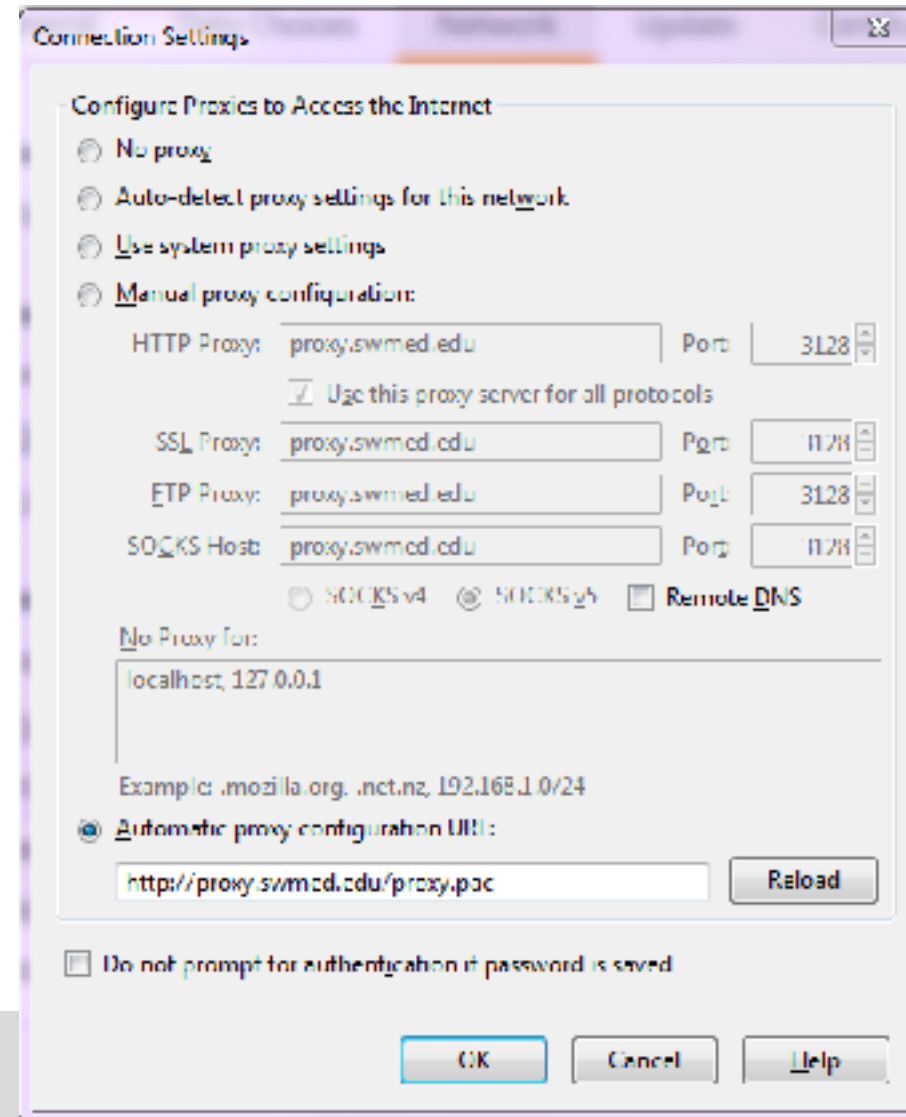 Connection Settings
Network
Update
Configure Proxies to Access the Internet
No proxy
Auto-detect proxy settings for this network
Use system proxy settings
Manual proxy configuration:
HTTP Proxy: proxy.swmed.edu Port: 3128
Use this proxy server for all protocols
SSL Proxy: proxy.swmed.edu Port: 3128
FTP Proxy: proxy.swmed.edu Port: 3128
SOCKS Host: proxy.swmed.edu Port: 3128
SOCKS v4 SOCKS v5 Remote DNS
No Proxy for:
localhost, 127.0.0.1
Example: .mozilla.org, .net.nz, 192.168.1.0/24
Automatic proxy configuration URL:
http://proxy.swmed.edu/proxy.pac Reload
Do not prompt for authentication if password is saved
OK Cancel Help